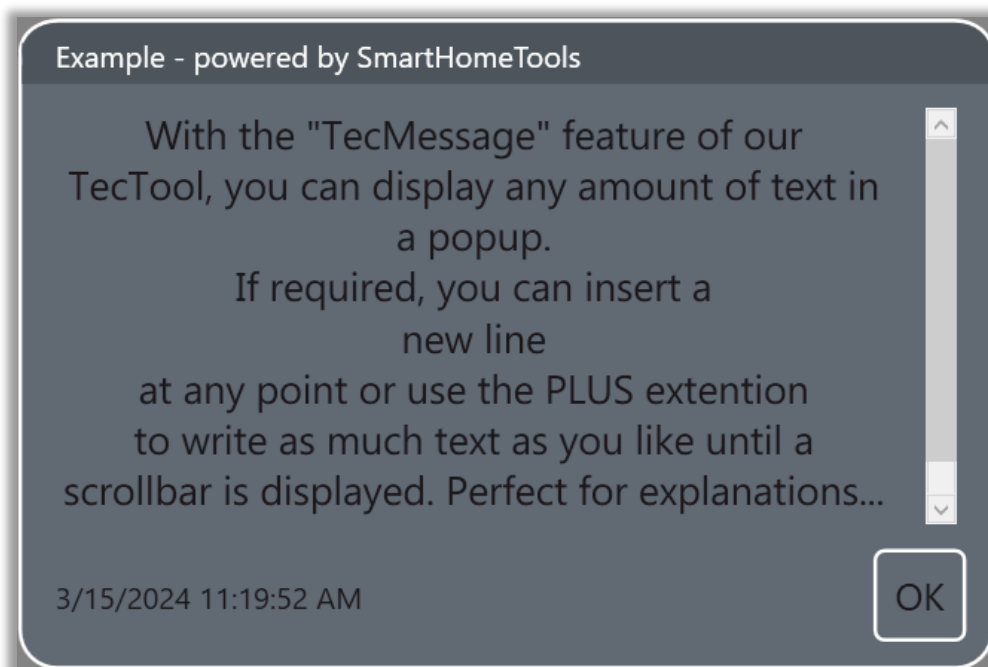 Example - powered by SmartHomeTools
With the "TecMessage" feature of our
TecTool, you can display any amount of text in
a popup.
If required, you can insert a
new line
at any point or use the PLUS extention
to write as much text as you like until a
scrollbar is displayed. Perfect for explanations...
3/15/2024 11:19:52 AM
OK